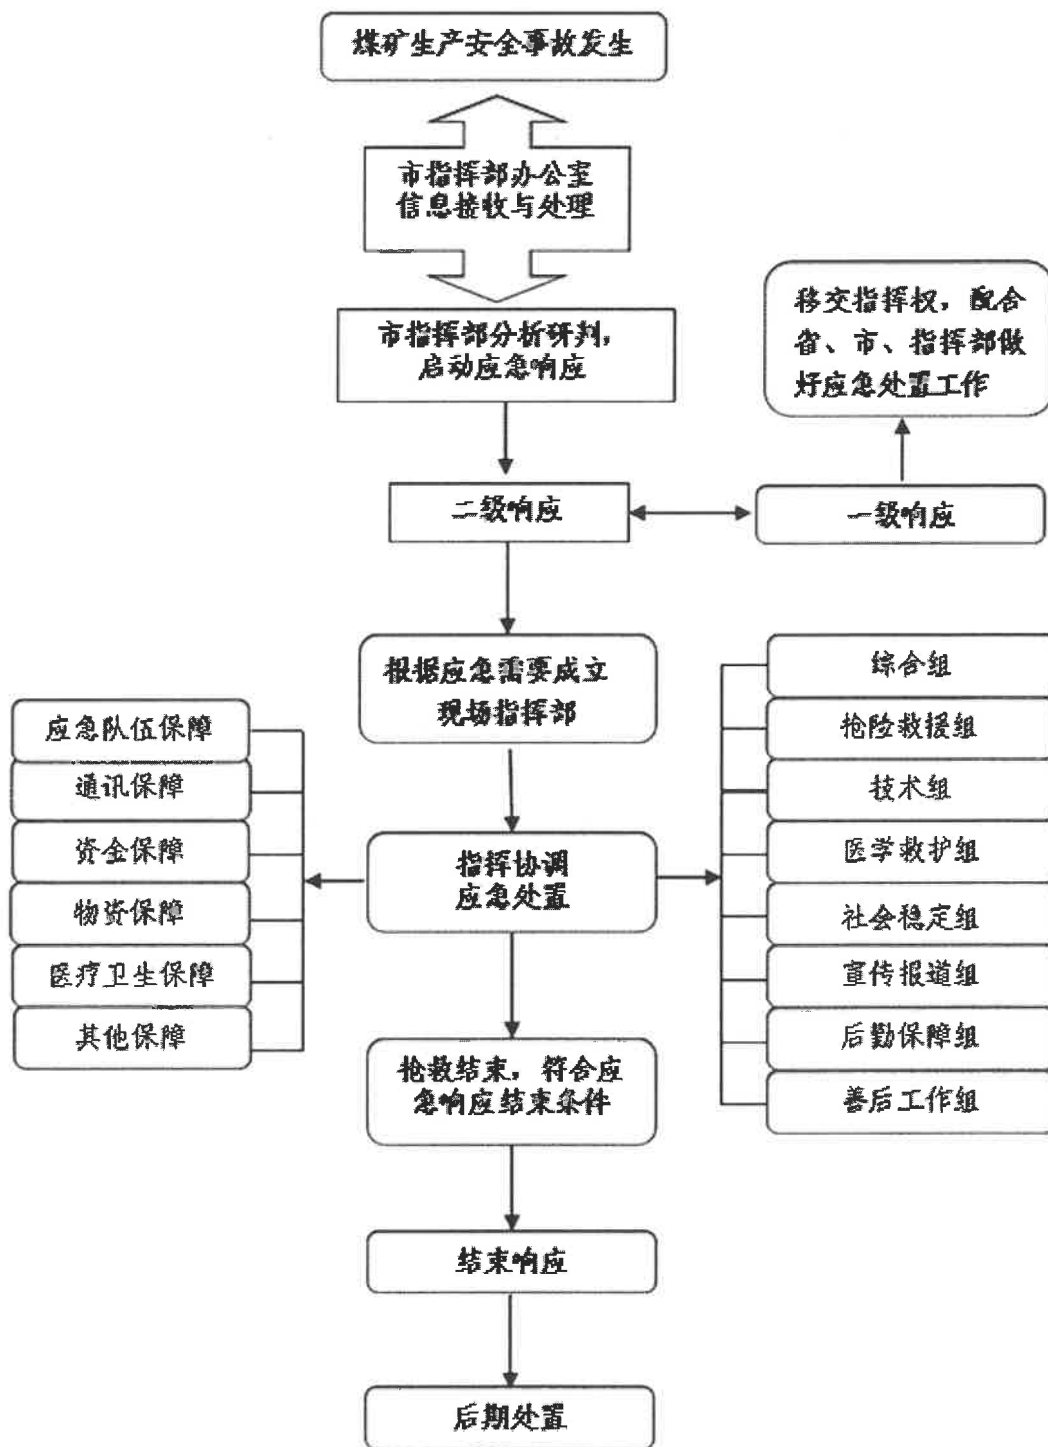 煤矿生产安全事故发生
市指挥部办公室
信息接收与处理
市指挥部分析研判，
启动应急响应
移交指挥权，配合
省、市、指挥部做
好应急处置工作
二级响应
一级响应
根据应急需要成立
现场指挥部
指挥协调
应急处置
应急队伍保障
通讯保障
资金保障
物资保障
医疗卫生保障
其他保障
综合组
抢险救援组
技术组
医学救护组
社会稳定组
宣传报道组
后勤保障组
善后工作组
抢救结束，符合应
急响应结束条件
结束响应
后期处置